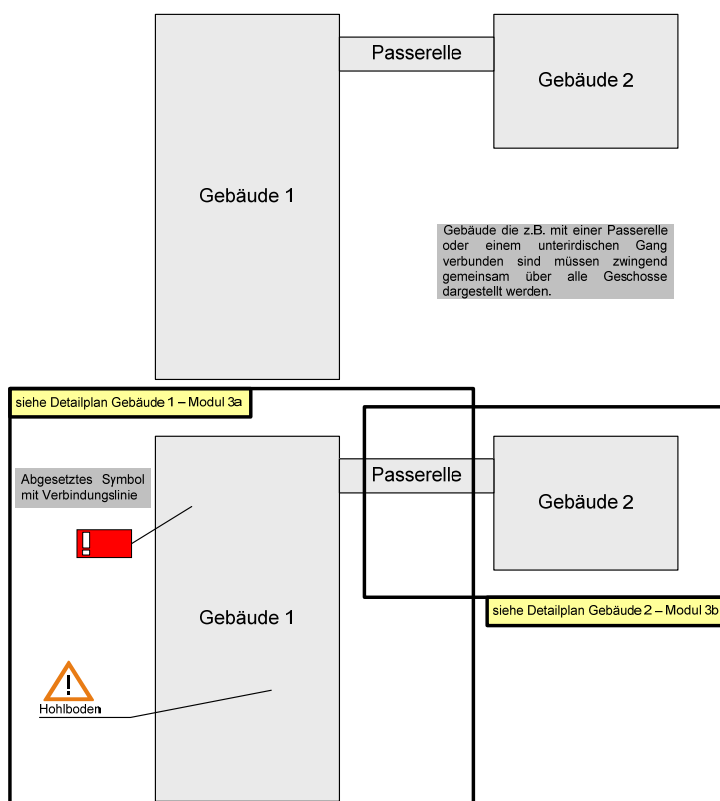 Passerelle
Gebäude 2
Gebäude 1
Gebäude die z.B. mit einer Passerelle
oder einem unterirdischen Gang
verbunden sind müssen zwingend
gemeinsam über alle Geschosse
dargestellt werden.
siehe Detailplan Gebäude 1 – Modul 3a
Abgesetztes Symbol
mit Verbindungslinie
Passerelle
Gebäude 2
siehe Detailplan Gebäude 2 – Modul 3b
Gebäude 1
!
Hohlboden